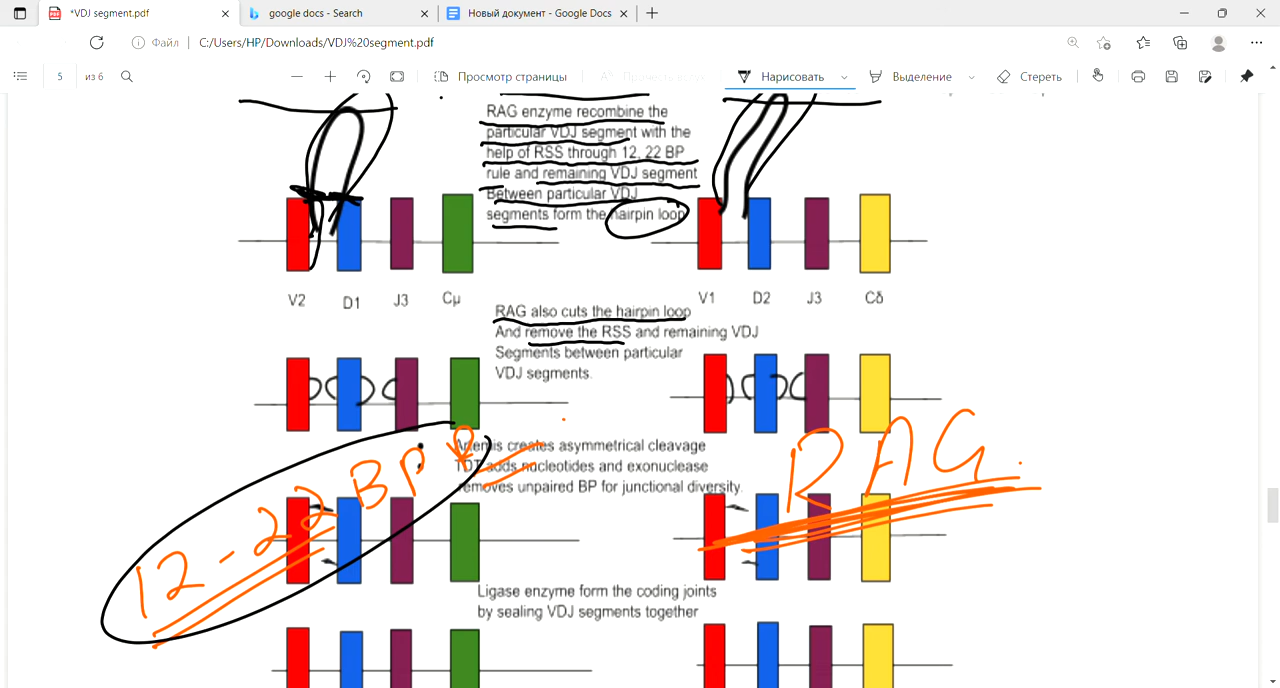 *VDJ segment.pdf
google docs - Search
Новый документ - Google Docs
Файл
C:/Users/HP/Downloads/VDJ%20segment.pdf
5 из 6
Просмотр страницы
Прочесть вслух
Нарисовать
Выделение
Стереть
RAG enzyme recombine the
particular VDJ segment with the
help of RSS through 12, 22 BP
rule and remaining VDJ segment
Between particular VDJ
segments form the hairpin loop
V2 D1 J3 Cμ
V1 D2 J3 Cδ
RAG also cuts the hairpin loop
And remove the RSS and remaining VDJ
Segments between particular
VDJ segments.
Artemis creates asymmetrical cleavage
TDT adds nucleotides and exonuclease
removes unpaired BP for junctional diversity.
12-22 BP
RAG
Ligase enzyme form the coding joints
by sealing VDJ segments together